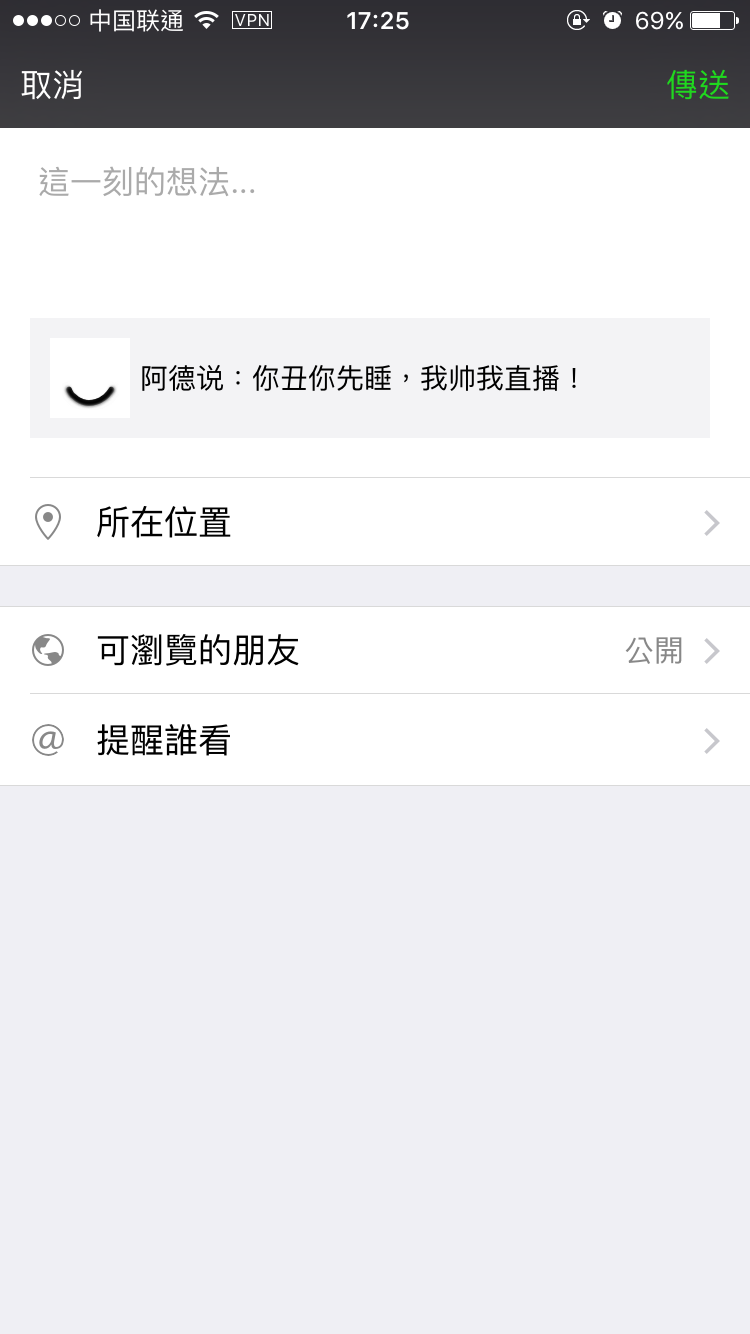 中国联通 VPN 17:25 69%
取消 傳送
這一刻的想法...
阿德说：你丑你先睡，我帅我直播！
所在位置
可瀏覽的朋友 公開
@ 提醒誰看